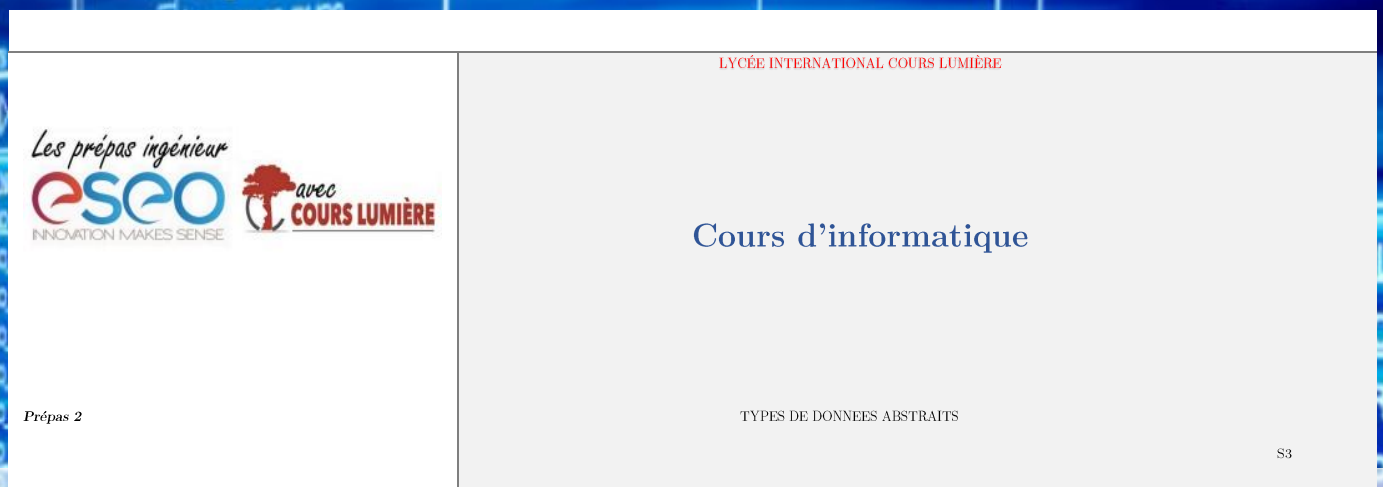 LYCÉE INTERNATIONAL COURS LUMIÈRE
Les prépas ingénieur
eseo
INNOVATION MAKES SENSE
avec
COURS LUMIÈRE
Cours d'informatique
Prépas 2
TYPES DE DONNEES ABSTRAITS
S3